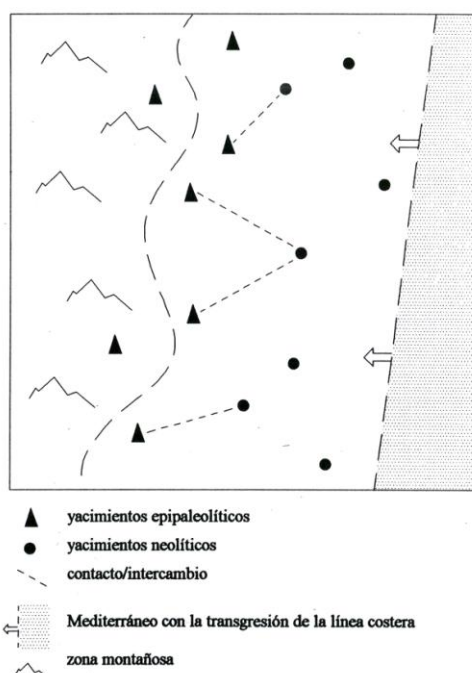 yacimientos epipaleolíticos
yacimientos neolíticos
contacto/intercambio
Mediterráneo con la transgresión de la línea costera
zona montañosa